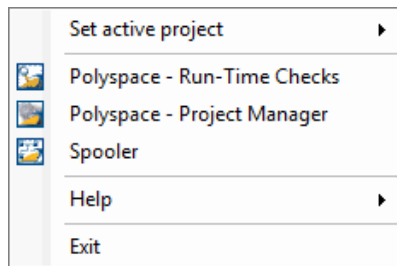 Set active project
Polyspace - Run-Time Checks
Polyspace - Project Manager
Spooler
Help
Exit